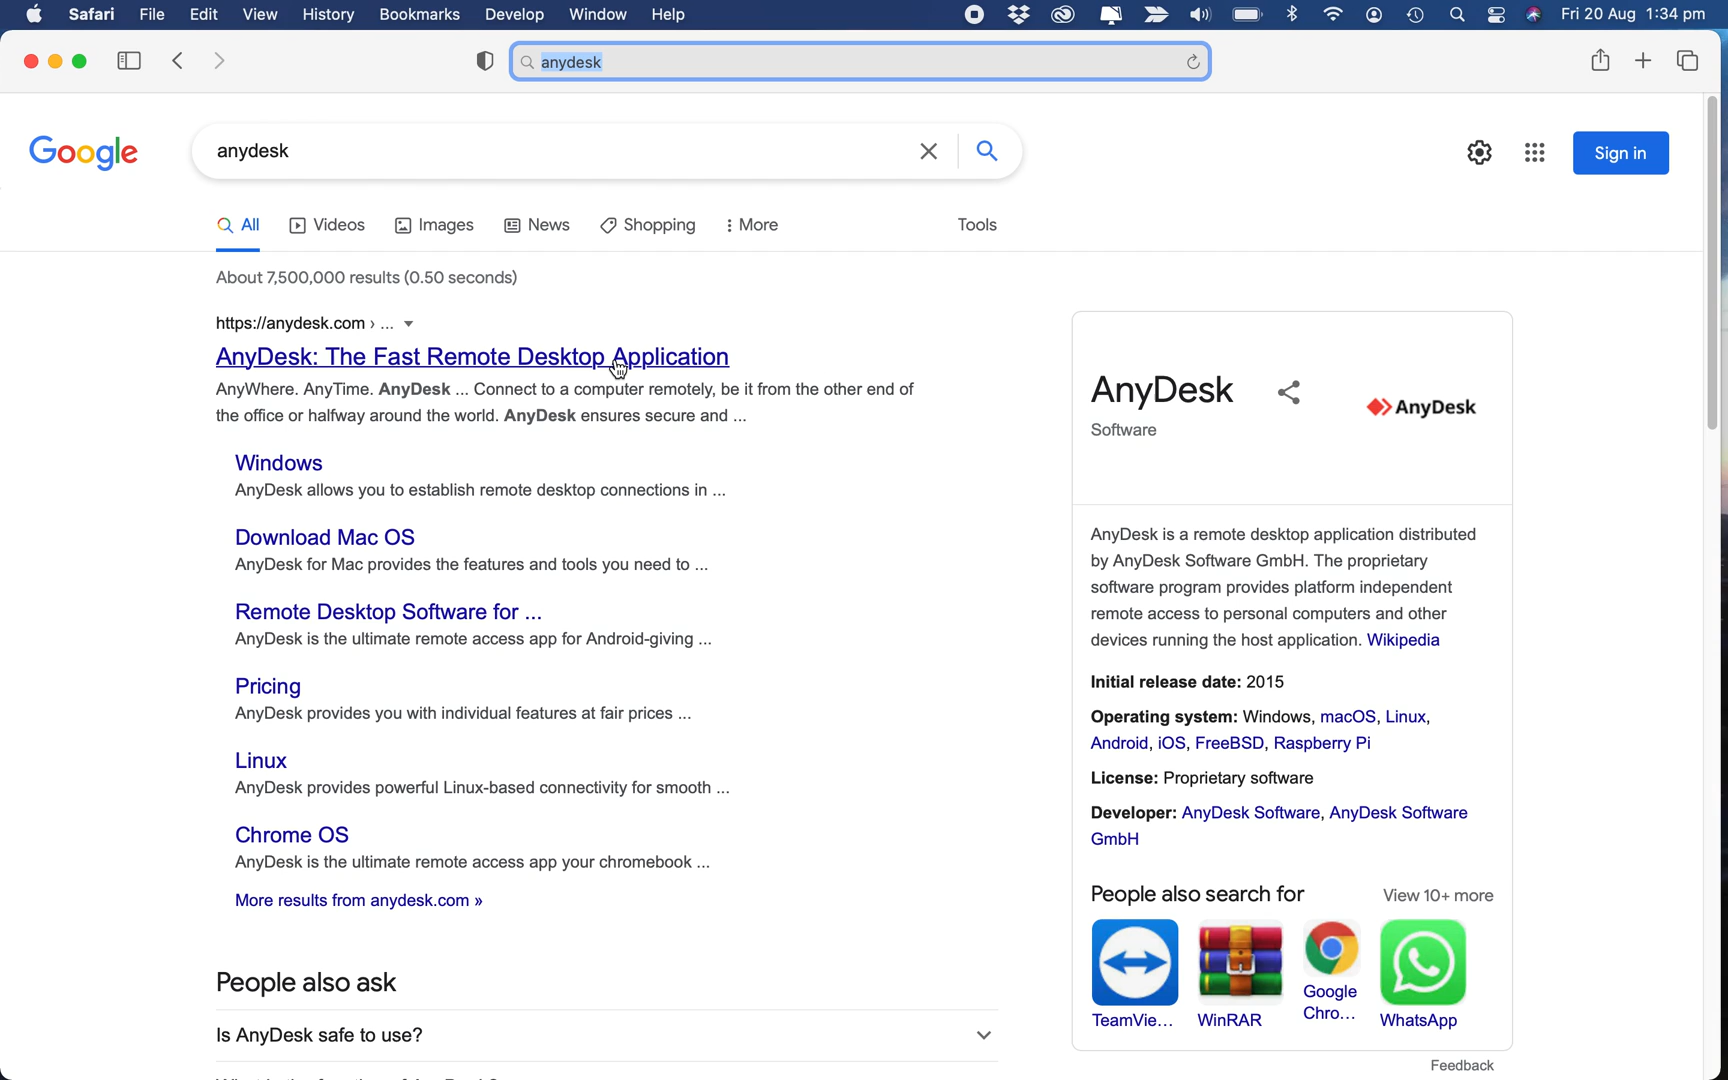 Safari File Edit View History Bookmarks Develop Window Help Fri 20 Aug 1:34 pm
anydesk
Google anydesk Sign in
All Videos Images News Shopping More Tools
About 7,500,000 results (0.50 seconds)
https://anydesk.com › ...
AnyDesk: The Fast Remote Desktop Application
AnyWhere. AnyTime. AnyDesk ... Connect to a computer remotely, be it from the other end of
the office or halfway around the world. AnyDesk ensures secure and ...
Windows
AnyDesk allows you to establish remote desktop connections in ...
Download Mac OS
AnyDesk for Mac provides the features and tools you need to ...
Remote Desktop Software for ...
AnyDesk is the ultimate remote access app for Android-giving ...
Pricing
AnyDesk provides you with individual features at fair prices ...
Linux
AnyDesk provides powerful Linux-based connectivity for smooth ...
Chrome OS
AnyDesk is the ultimate remote access app your chromebook ...
More results from anydesk.com »
People also ask
Is AnyDesk safe to use?
AnyDesk
Software
AnyDesk
AnyDesk is a remote desktop application distributed
by AnyDesk Software GmbH. The proprietary
software program provides platform independent
remote access to personal computers and other
devices running the host application. Wikipedia
Initial release date: 2015
Operating system: Windows, macOS, Linux,
Android, iOS, FreeBSD, Raspberry Pi
License: Proprietary software
Developer: AnyDesk Software, AnyDesk Software
GmbH
People also search for View 10+ more
TeamVie... WinRAR Google
Chro... WhatsApp
Feedback